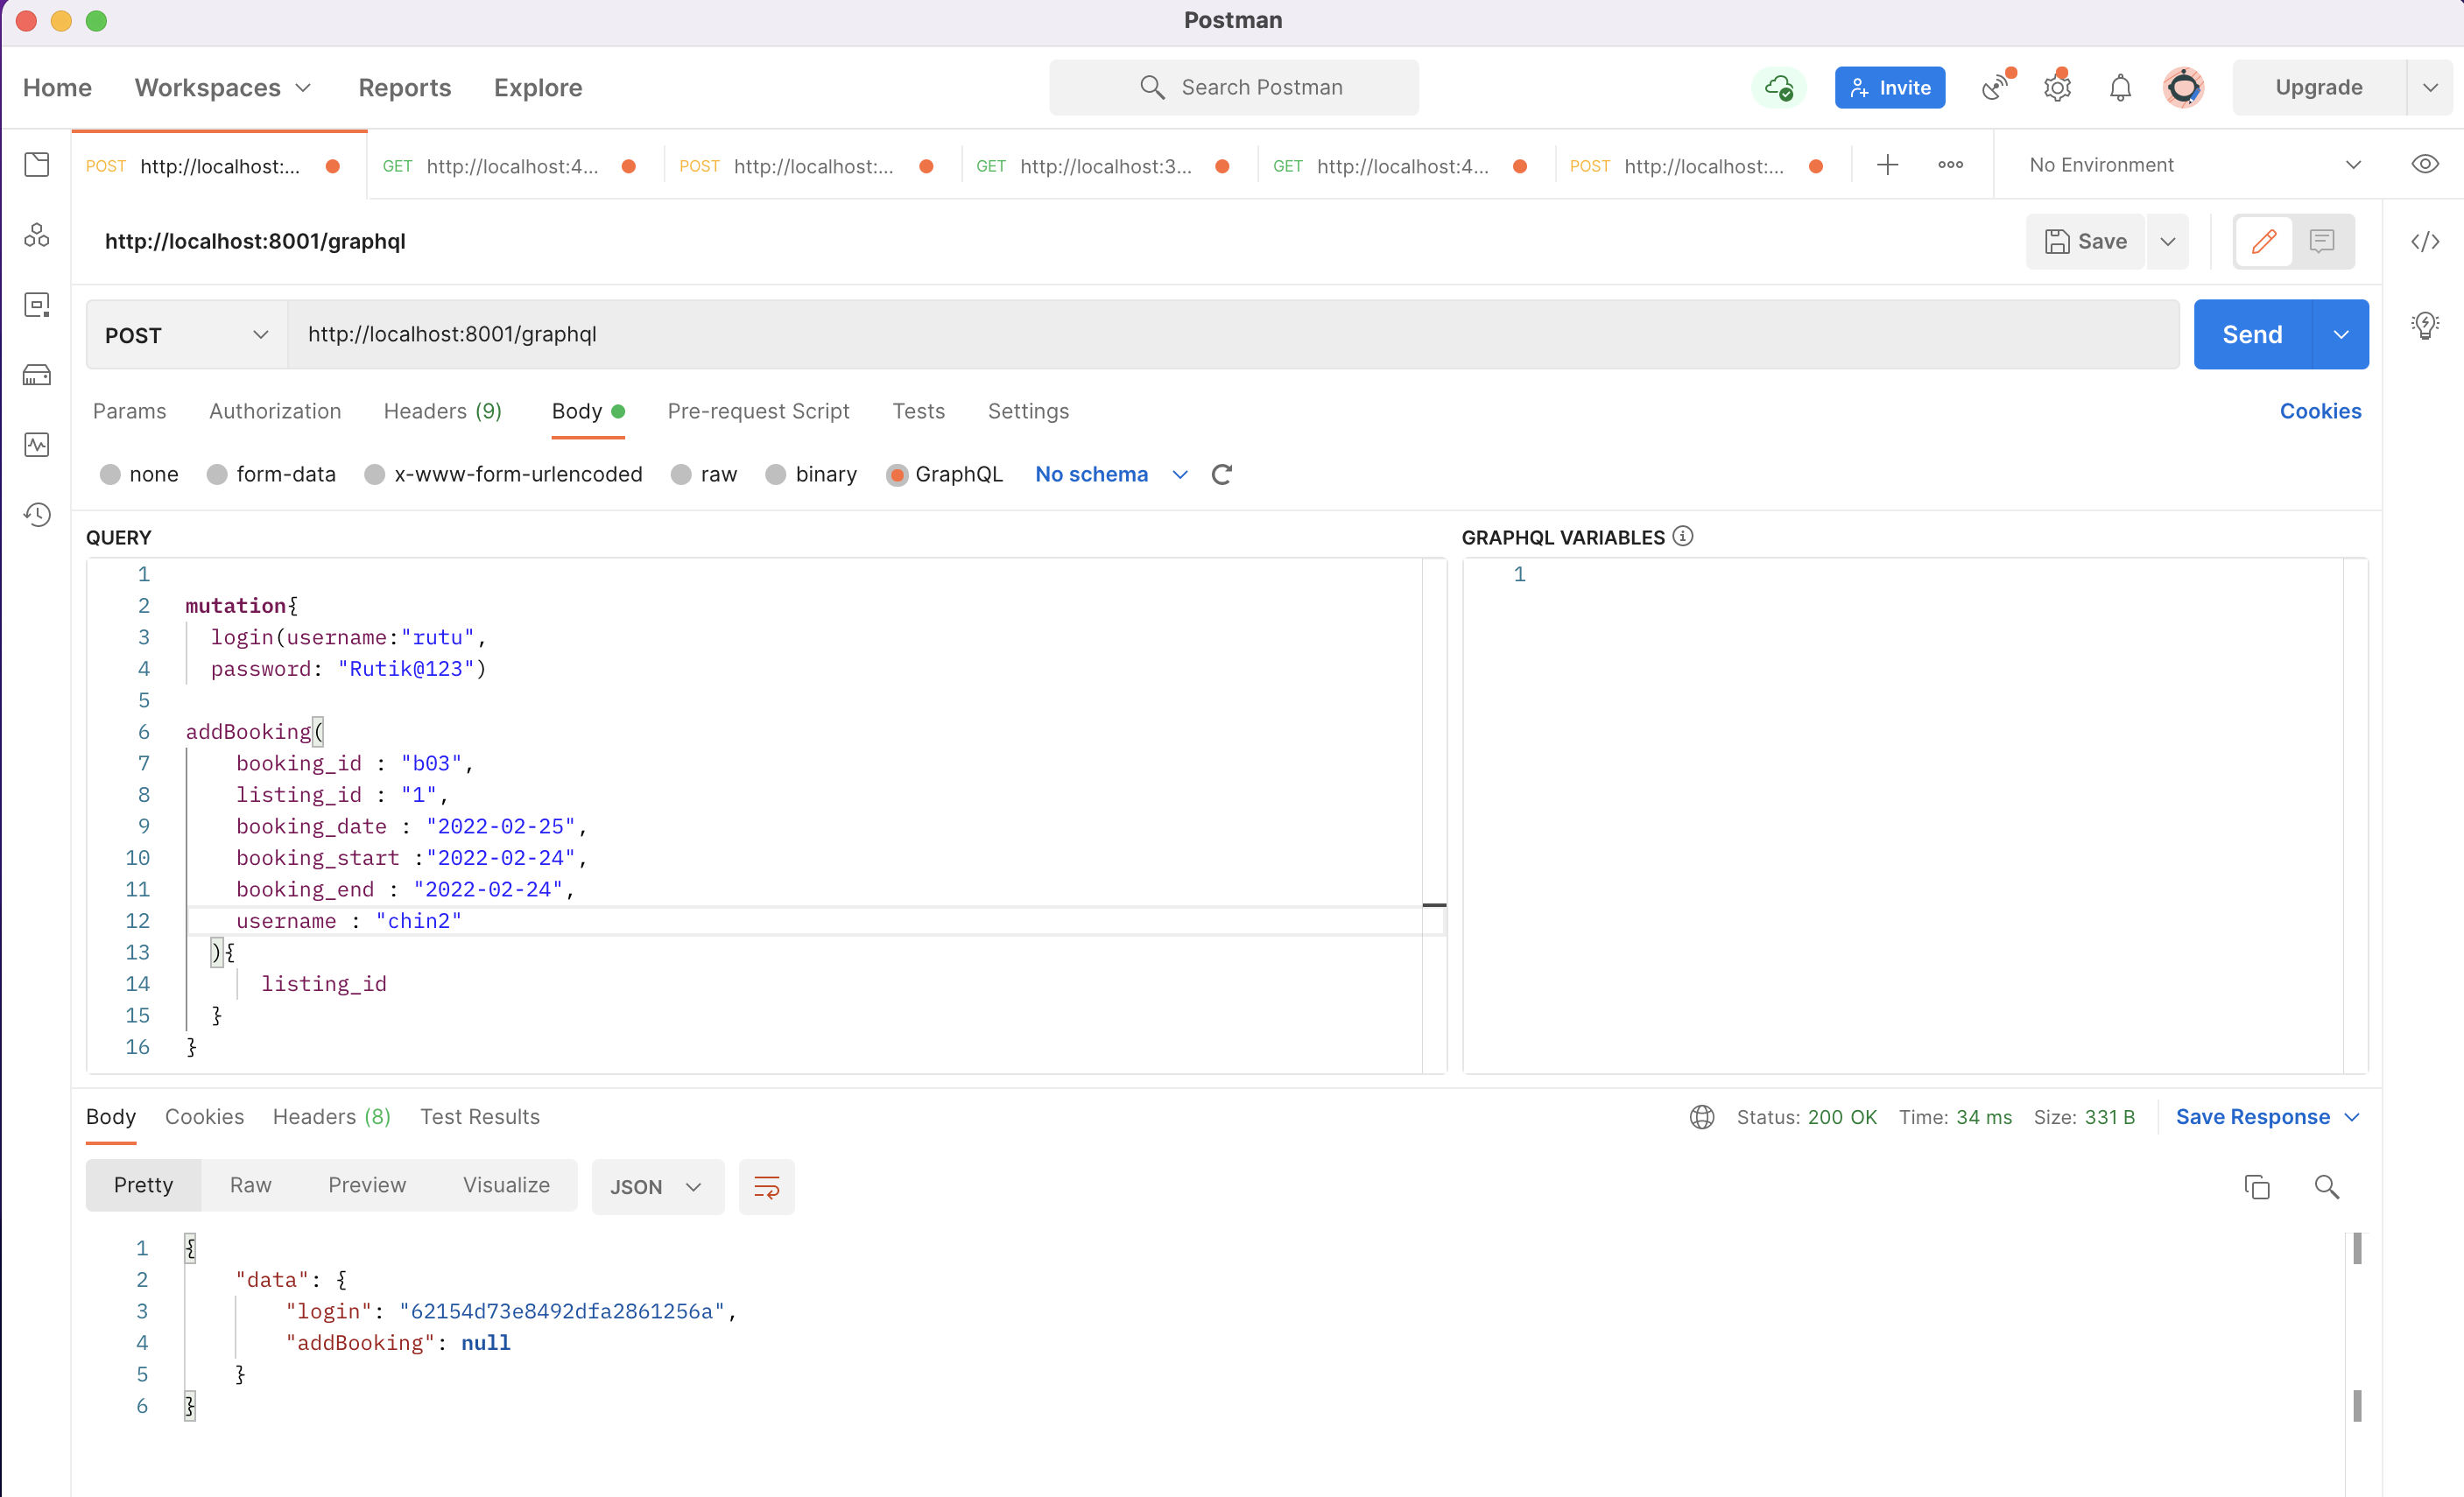 Postman
Home Workspaces Reports Explore Search Postman Invite Upgrade
POST http://localhost:... GET http://localhost:4... POST http://localhost:... GET http://localhost:3... GET http://localhost:4... POST http://localhost:... No Environment
http://localhost:8001/graphql Save
POST http://localhost:8001/graphql Send
Params Authorization Headers (9) Body Pre-request Script Tests Settings Cookies
none form-data x-www-form-urlencoded raw binary GraphQL No schema
QUERY GRAPHQL VARIABLES
1 1
2 mutation{
3 login(username:"rutu",
4 password: "Rutik@123")
5
6 addBooking(
7 booking_id : "b03",
8 listing_id : "1",
9 booking_date : "2022-02-25",
10 booking_start :"2022-02-24",
11 booking_end : "2022-02-24",
12 username : "chin2"
13 ){
14 listing_id
15 }
16 }
Body Cookies Headers (8) Test Results Status: 200 OK Time: 34 ms Size: 331 B Save Response
Pretty Raw Preview Visualize JSON
1 {
2 "data": {
3 "login": "62154d73e8492dfa2861256a",
4 "addBooking": null
5 }
6 }